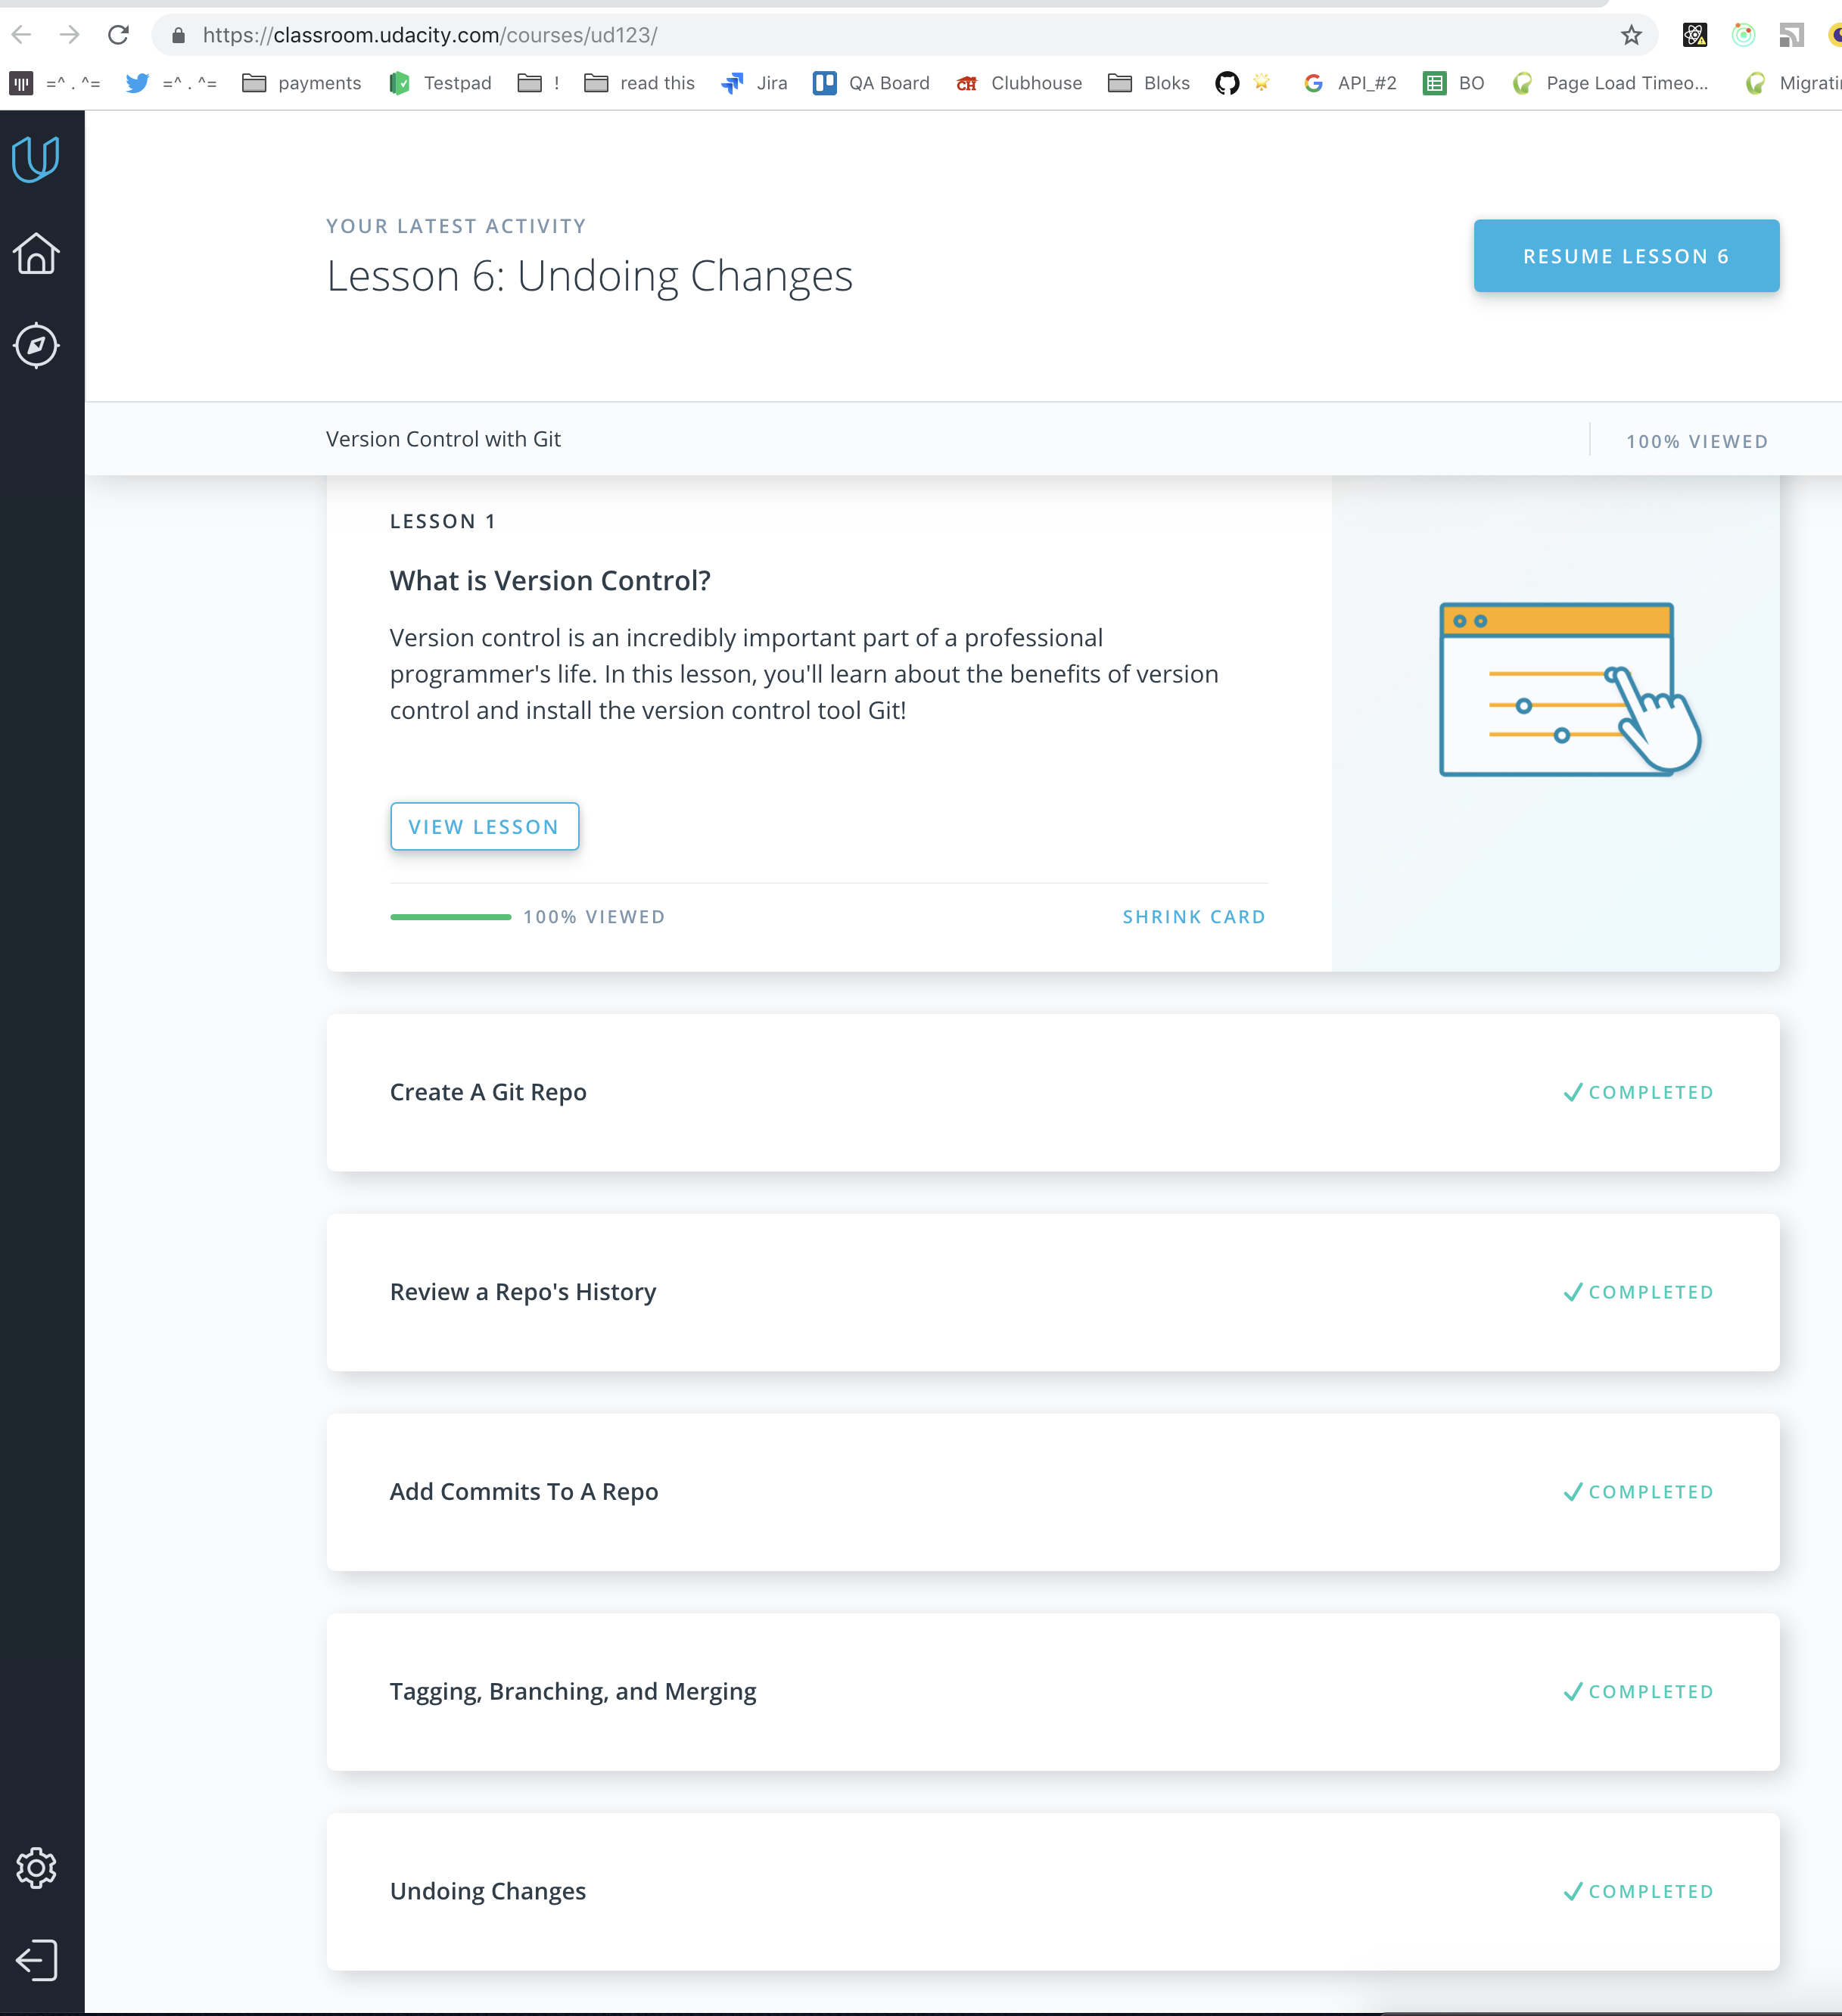 https://classroom.udacity.com/courses/ud123/
=^ . ^= =^ . ^= payments Testpad ! read this Jira QA Board CH Clubhouse Bloks API_#2 BO Page Load Timeo...
YOUR LATEST ACTIVITY
Lesson 6: Undoing Changes
RESUME LESSON 6
Version Control with Git
100% VIEWED
LESSON 1
What is Version Control?
Version control is an incredibly important part of a professional
programmer's life. In this lesson, you'll learn about the benefits of version
control and install the version control tool Git!
VIEW LESSON
100% VIEWED
SHRINK CARD
Create A Git Repo
COMPLETED
Review a Repo's History
COMPLETED
Add Commits To A Repo
COMPLETED
Tagging, Branching, and Merging
COMPLETED
Undoing Changes
COMPLETED